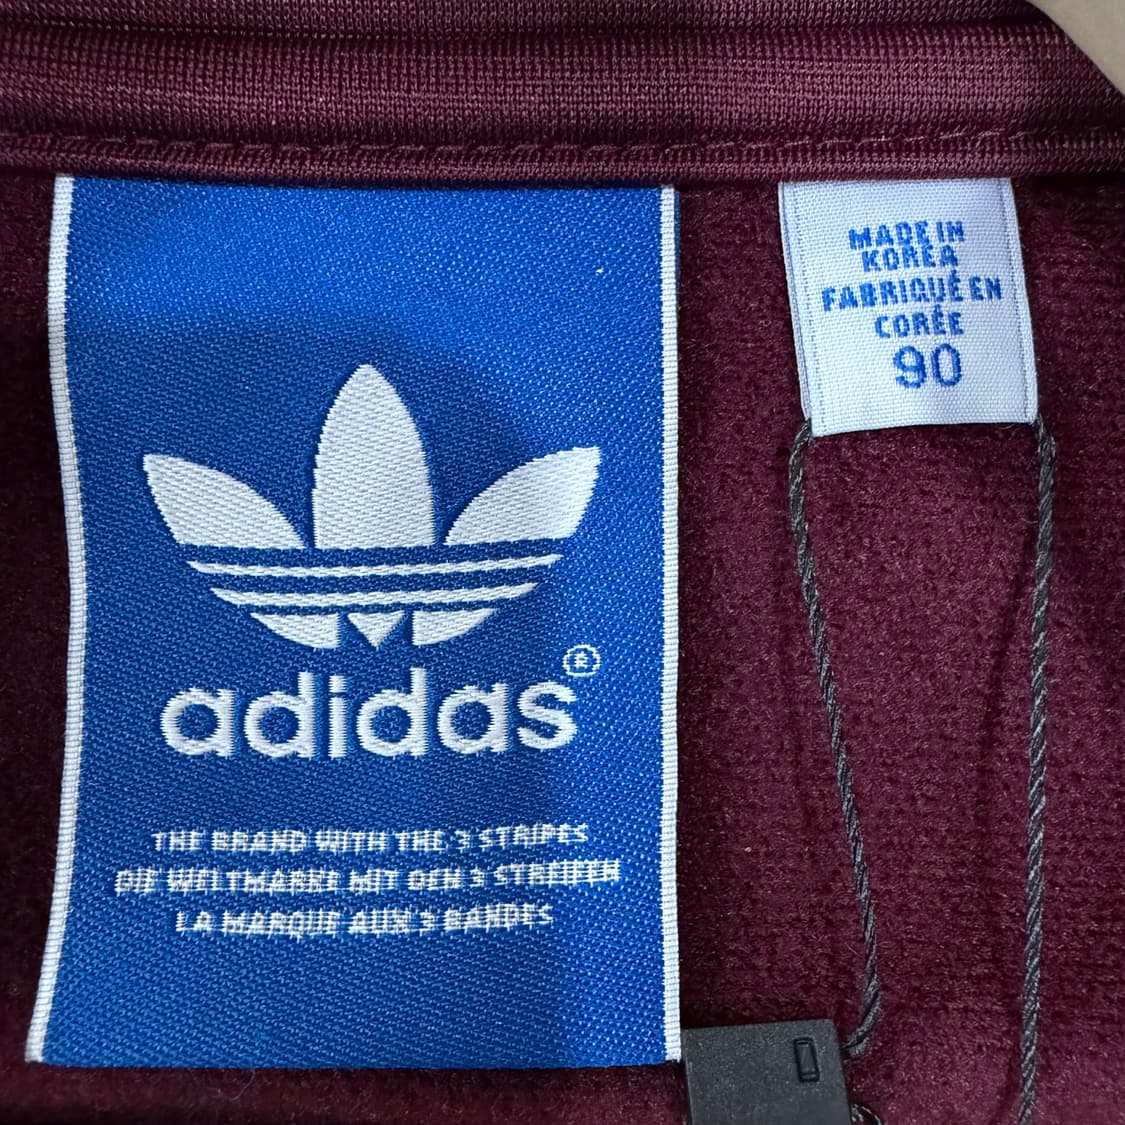 adidas®
THE BRAND WITH THE 3 STRIPES
DIE WELTMARKE MIT DEN 3 STREIFEN
LA MARQUE AUX 3 BANDES
MADE IN
KOREA
FABRIQUÉ EN
CORÉE
90